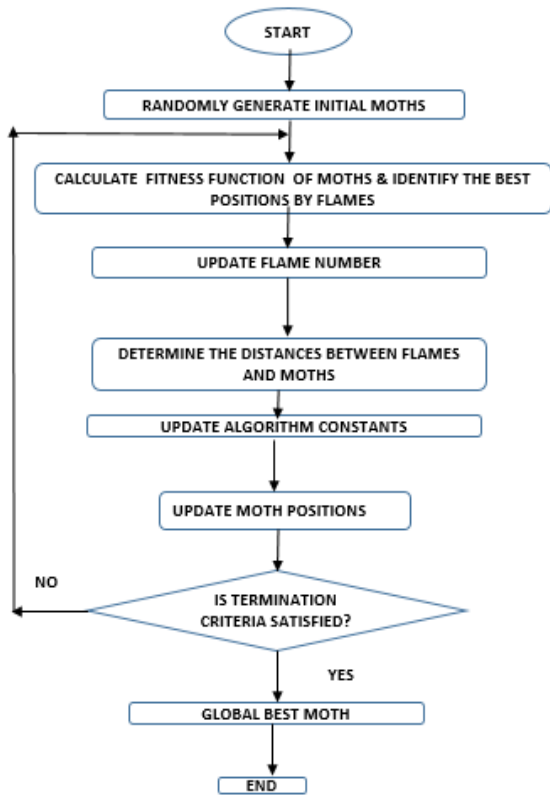 START
RANDOMLY GENERATE INITIAL MOTHS
CALCULATE FITNESS FUNCTION OF MOTHS & IDENTIFY THE BEST
POSITIONS BY FLAMES
UPDATE FLAME NUMBER
DETERMINE THE DISTANCES BETWEEN FLAMES
AND MOTHS
UPDATE ALGORITHM CONSTANTS
UPDATE MOTH POSITIONS
NO
IS TERMINATION
CRITERIA SATISFIED?
YES
GLOBAL BEST MOTH
END